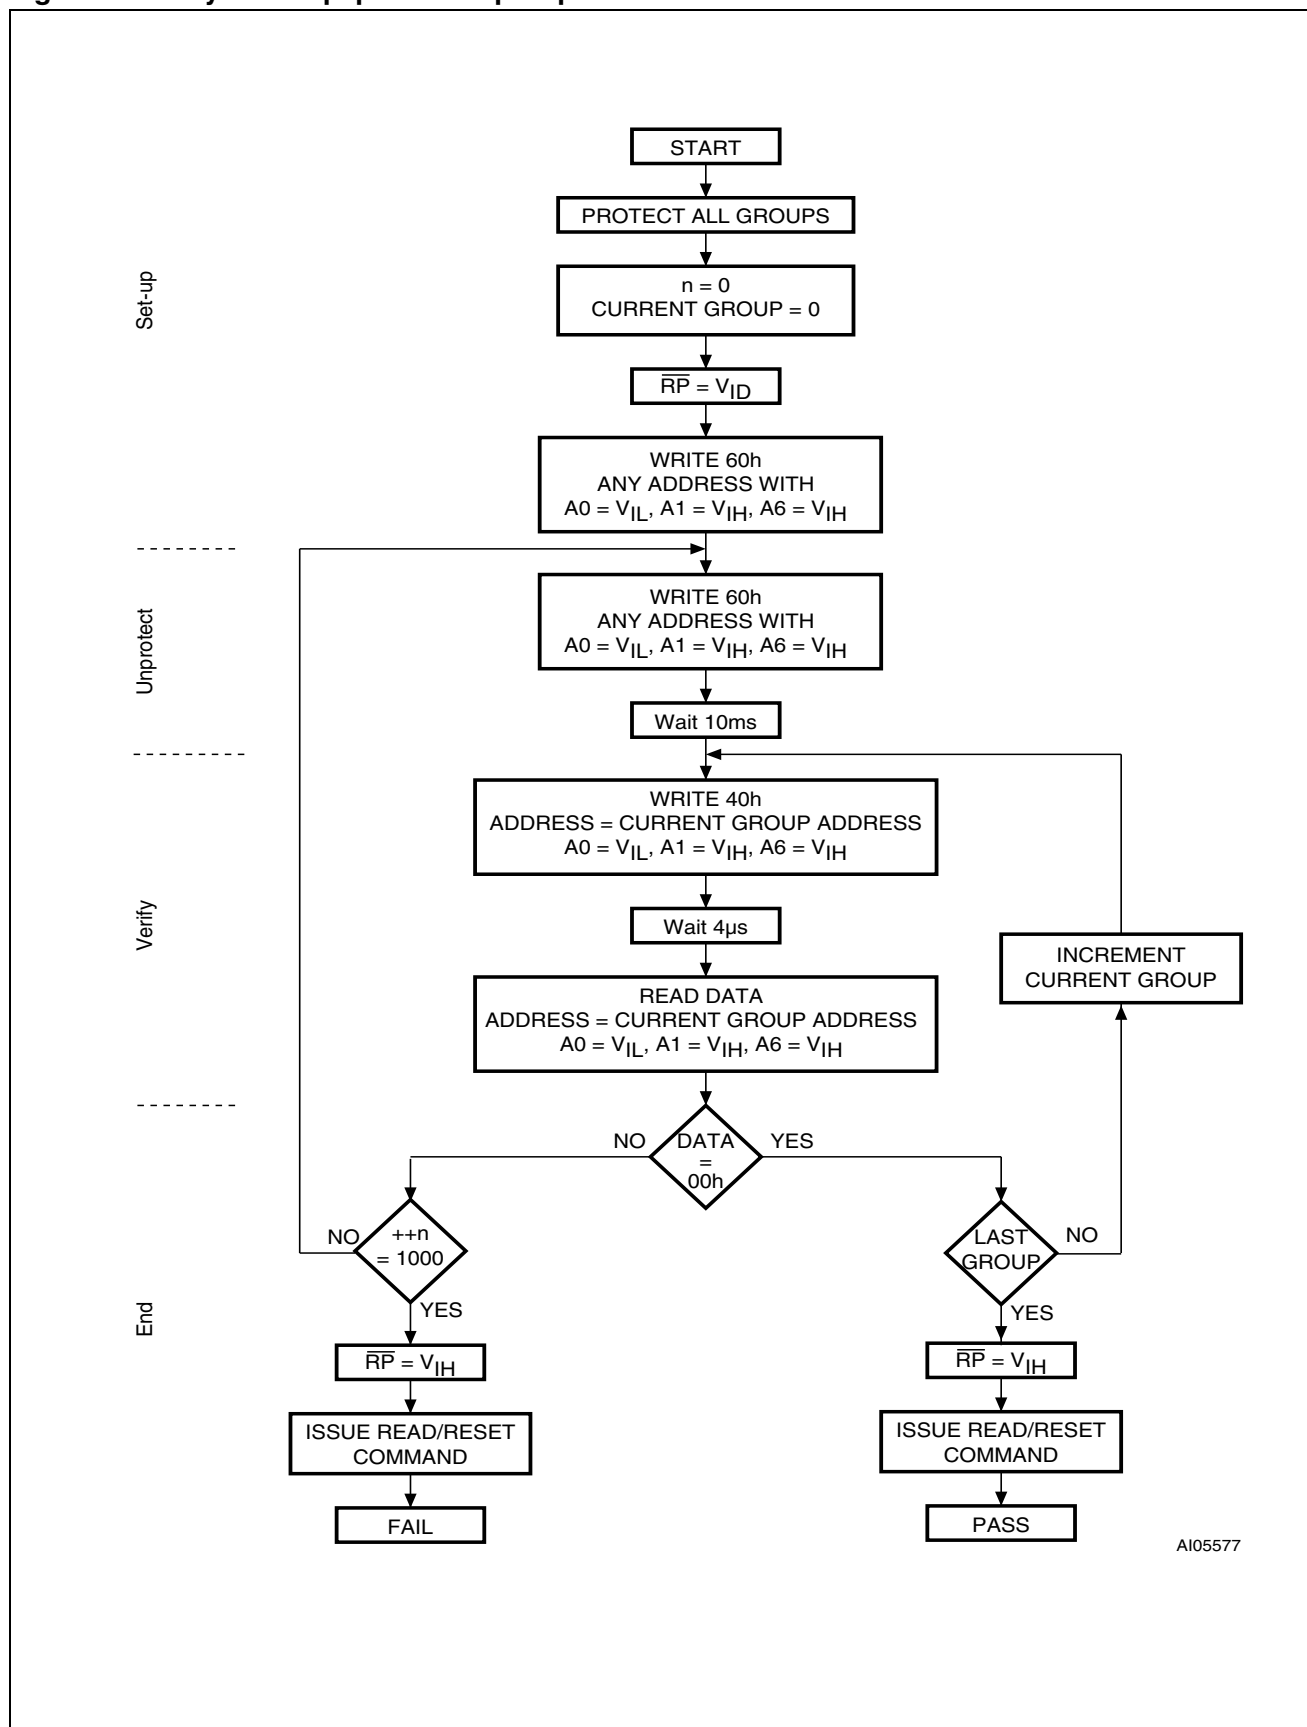 START
PROTECT ALL GROUPS
n = 0
CURRENT GROUP = 0
Set-up
R̅P̅ = VID
WRITE 60h
ANY ADDRESS WITH
A0 = VIL, A1 = VIH, A6 = VIH
Unprotect
WRITE 60h
ANY ADDRESS WITH
A0 = VIL, A1 = VIH, A6 = VIH
Wait 10ms
Verify
WRITE 40h
ADDRESS = CURRENT GROUP ADDRESS
A0 = VIL, A1 = VIH, A6 = VIH
Wait 4µs
INCREMENT
CURRENT GROUP
READ DATA
ADDRESS = CURRENT GROUP ADDRESS
A0 = VIL, A1 = VIH, A6 = VIH
NO
DATA
=
00h
YES
End
NO
++n
= 1000
YES
LAST
GROUP
NO
YES
R̅P̅ = VIH
R̅P̅ = VIH
ISSUE READ/RESET
COMMAND
ISSUE READ/RESET
COMMAND
FAIL
PASS
AI05577